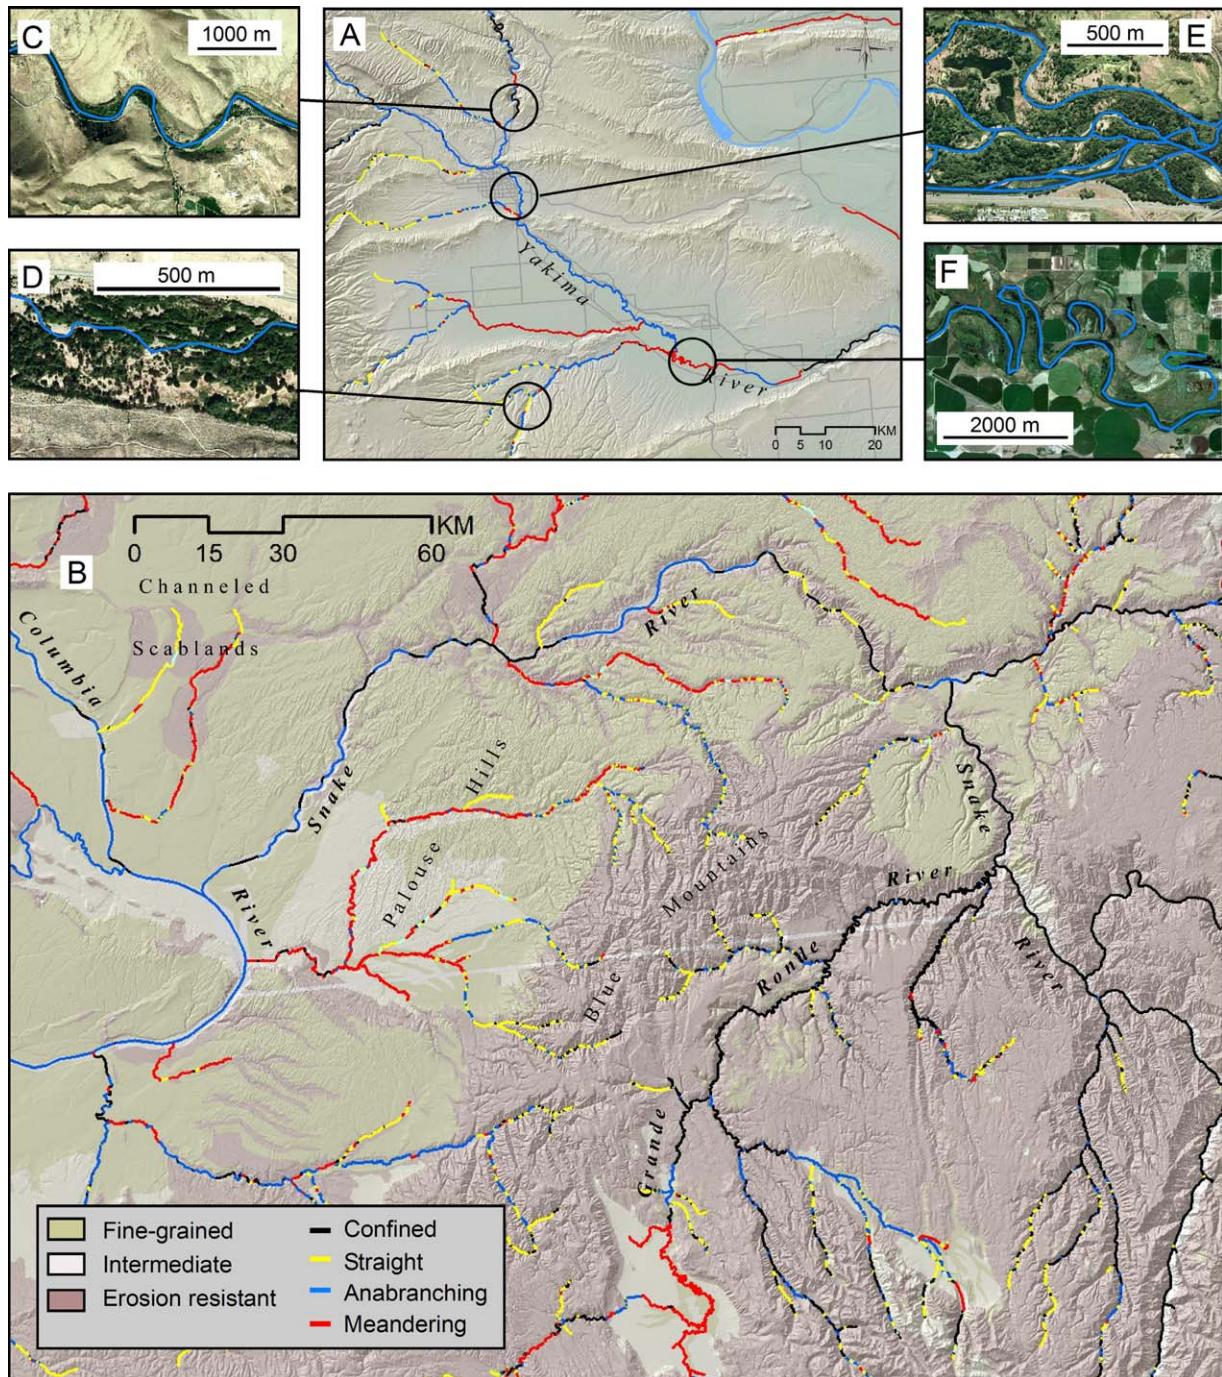 C
1000 m
A
500 m
E
D
500 m
Yakima
River
0 5 10 20
KM
F
2000 m
B
0 15 30 60
KM
Channeled
Scablands
Columbia
Snake
River
River
Hills
Palouse
Mountains
Blue
Snake
River
River
Ronde
Grande
Fine-grained
Intermediate
Erosion resistant
Confined
Straight
Anabranching
Meandering